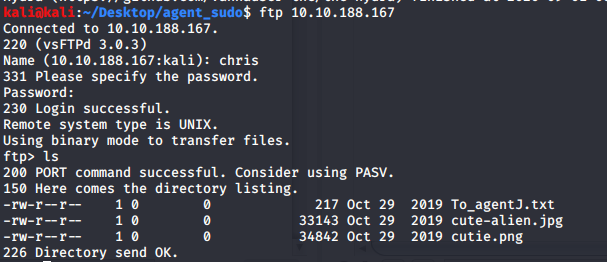 kali@kali:~/Desktop/agent_sudo$ ftp 10.10.188.167
Connected to 10.10.188.167.
220 (vsFTPd 3.0.3)
Name (10.10.188.167:kali): chris
331 Please specify the password.
Password:
230 Login successful.
Remote system type is UNIX.
Using binary mode to transfer files.
ftp> ls
200 PORT command successful. Consider using PASV.
150 Here comes the directory listing.
-rw-r--r--    1 0        0             217 Oct 29  2019 To_agentJ.txt
-rw-r--r--    1 0        0           33143 Oct 29  2019 cute-alien.jpg
-rw-r--r--    1 0        0           34842 Oct 29  2019 cutie.png
226 Directory send OK.